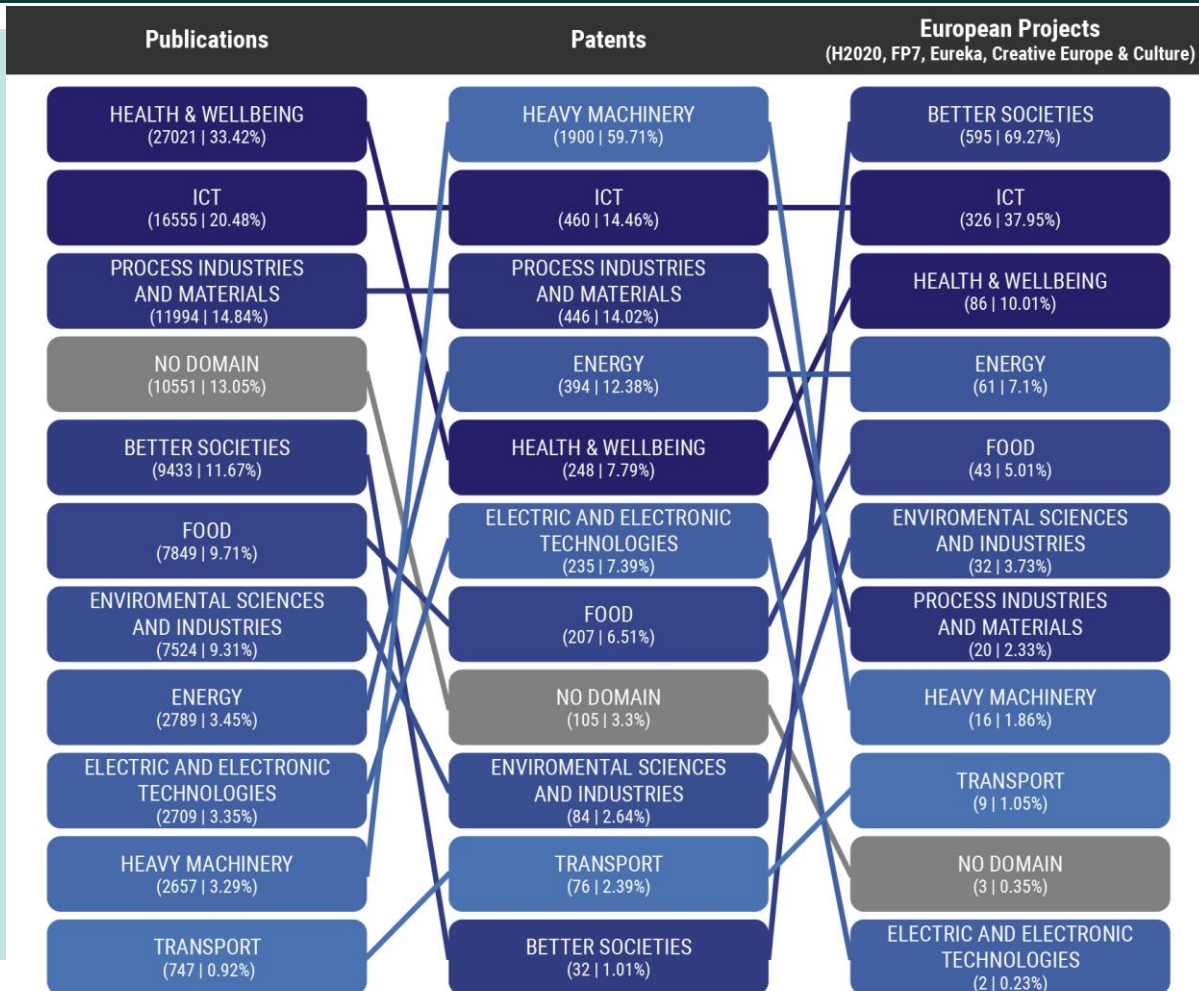 Publications
Patents
European Projects
(H2020, FP7, Eureka, Creative Europe & Culture)
HEALTH & WELLBEING
(27021 | 33.42%)
ICT
(16555 | 20.48%)
PROCESS INDUSTRIES
AND MATERIALS
(11994 | 14.84%)
NO DOMAIN
(10551 | 13.05%)
BETTER SOCIETIES
(9433 | 11.67%)
FOOD
(7849 | 9.71%)
ENVIROMENTAL SCIENCES
AND INDUSTRIES
(7524 | 9.31%)
ENERGY
(2789 | 3.45%)
ELECTRIC AND ELECTRONIC
TECHNOLOGIES
(2709 | 3.35%)
HEAVY MACHINERY
(2657 | 3.29%)
TRANSPORT
(747 | 0.92%)
HEAVY MACHINERY
(1900 | 59.71%)
ICT
(460 | 14.46%)
PROCESS INDUSTRIES
AND MATERIALS
(446 | 14.02%)
ENERGY
(394 | 12.38%)
HEALTH & WELLBEING
(248 | 7.79%)
ELECTRIC AND ELECTRONIC
TECHNOLOGIES
(235 | 7.39%)
FOOD
(207 | 6.51%)
NO DOMAIN
(105 | 3.3%)
ENVIROMENTAL SCIENCES
AND INDUSTRIES
(84 | 2.64%)
TRANSPORT
(76 | 2.39%)
BETTER SOCIETIES
(32 | 1.01%)
BETTER SOCIETIES
(595 | 69.27%)
ICT
(326 | 37.95%)
HEALTH & WELLBEING
(86 | 10.01%)
ENERGY
(61 | 7.1%)
FOOD
(43 | 5.01%)
ENVIROMENTAL SCIENCES
AND INDUSTRIES
(32 | 3.73%)
PROCESS INDUSTRIES
AND MATERIALS
(20 | 2.33%)
HEAVY MACHINERY
(16 | 1.86%)
TRANSPORT
(9 | 1.05%)
NO DOMAIN
(3 | 0.35%)
ELECTRIC AND ELECTRONIC
TECHNOLOGIES
(2 | 0.23%)